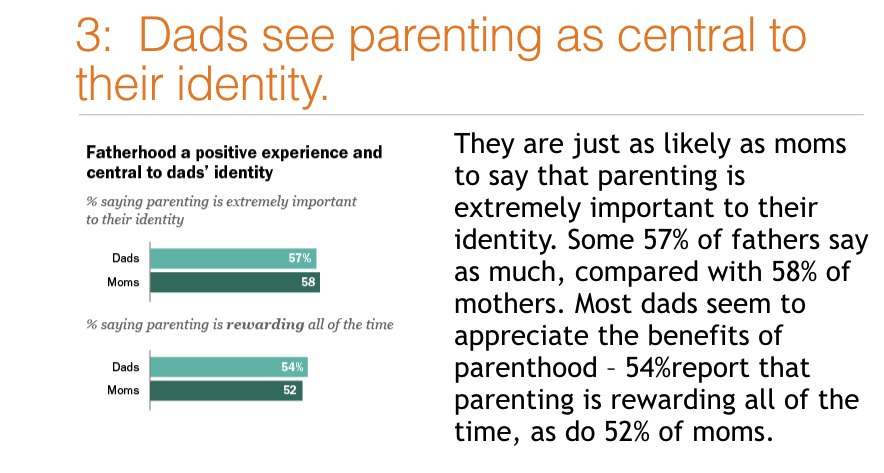 3:  Dads see parenting as central to
their identity.
Fatherhood a positive experience and
central to dads' identity
% saying parenting is extremely important
to their identity
Dads 57%
Moms 58
% saying parenting is rewarding all of the time
Dads 54%
Moms 52
They are just as likely as moms
to say that parenting is
extremely important to their
identity. Some 57% of fathers say
as much, compared with 58% of
mothers. Most dads seem to
appreciate the benefits of
parenthood – 54%report that
parenting is rewarding all of the
time, as do 52% of moms.